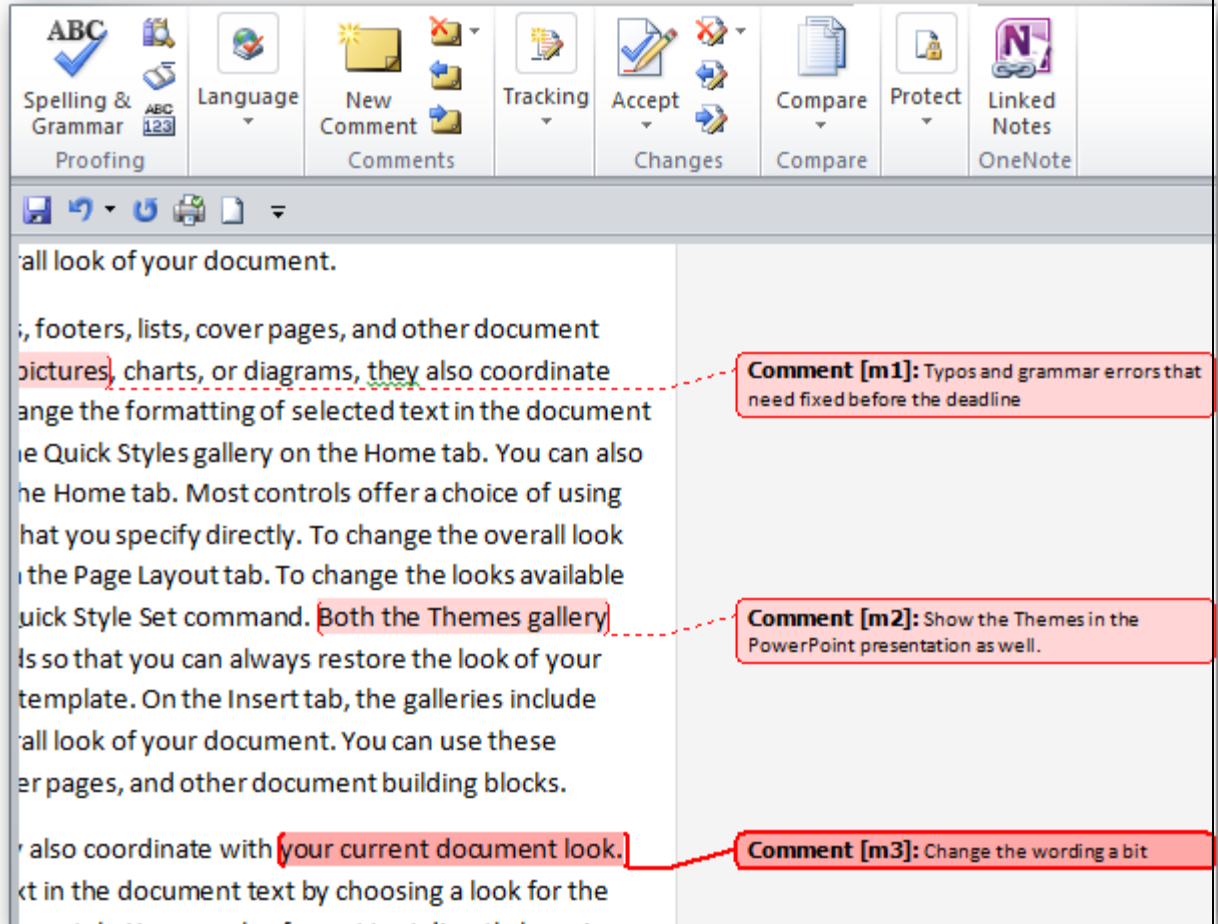 ABC
Spelling &
Grammar
ABC
123
Proofing
Language
New
Comment
Comments
Tracking
Accept
Changes
Compare
Compare
Protect
N
Linked
Notes
OneNote
look of your document.
, footers, lists, cover pages, and other document
pictures, charts, or diagrams, they also coordinate
Comment [m1]: Typos and grammar errors that
need fixed before the deadline
the formatting of selected text in the document
Quick Styles gallery on the Home tab. You can also
Home tab. Most controls offer a choice of using
you specify directly. To change the overall look
the Page Layout tab. To change the looks available
Style Set command. Both the Themes gallery
Comment [m2]: Show the Themes in the
PowerPoint presentation as well.
so that you can always restore the look of your
template. On the Insert tab, the galleries include
look of your document. You can use these
pages, and other document building blocks.
also coordinate with your current document look.
Comment [m3]: Change the wording a bit
in the document text by choosing a look for the